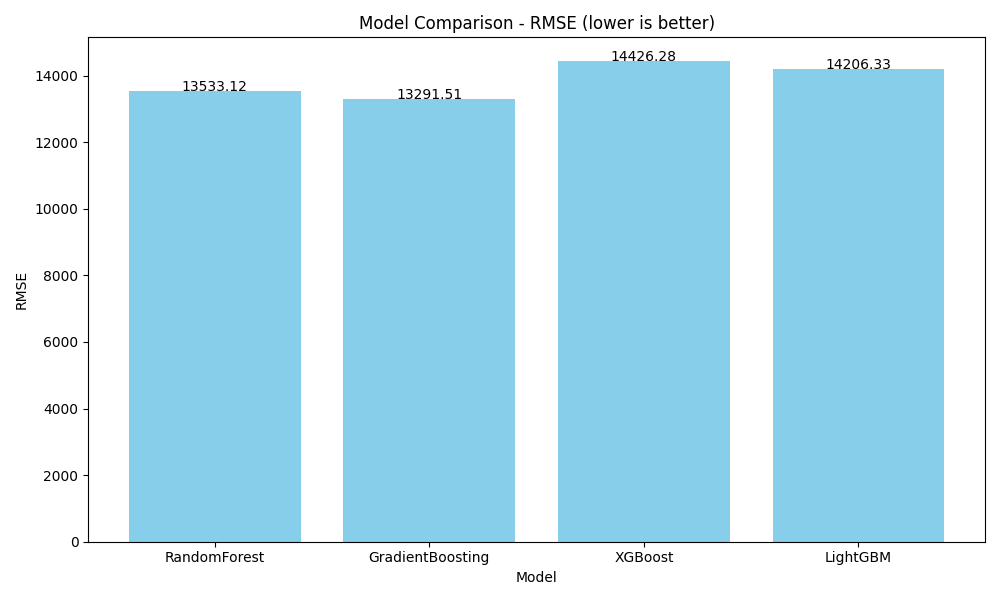 Model Comparison - RMSE (lower is better)
14426.28
14206.33
13533.12
13291.51
14000
12000
10000
8000
6000
4000
2000
0
RMSE
RandomForest
GradientBoosting
XGBoost
LightGBM
Model